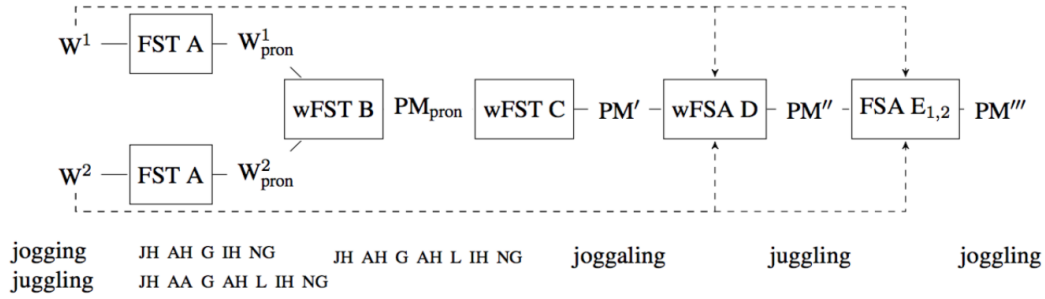 W¹ FST A W¹pron
wFST B PMpron wFST C PM′ wFSA D PM′′ FSA E1,2 PM′′′
W² FST A W²pron
jogging JH AH G IH NG JH AH G AH L IH NG joggaling juggling joggling
juggling JH AA G AH L IH NG